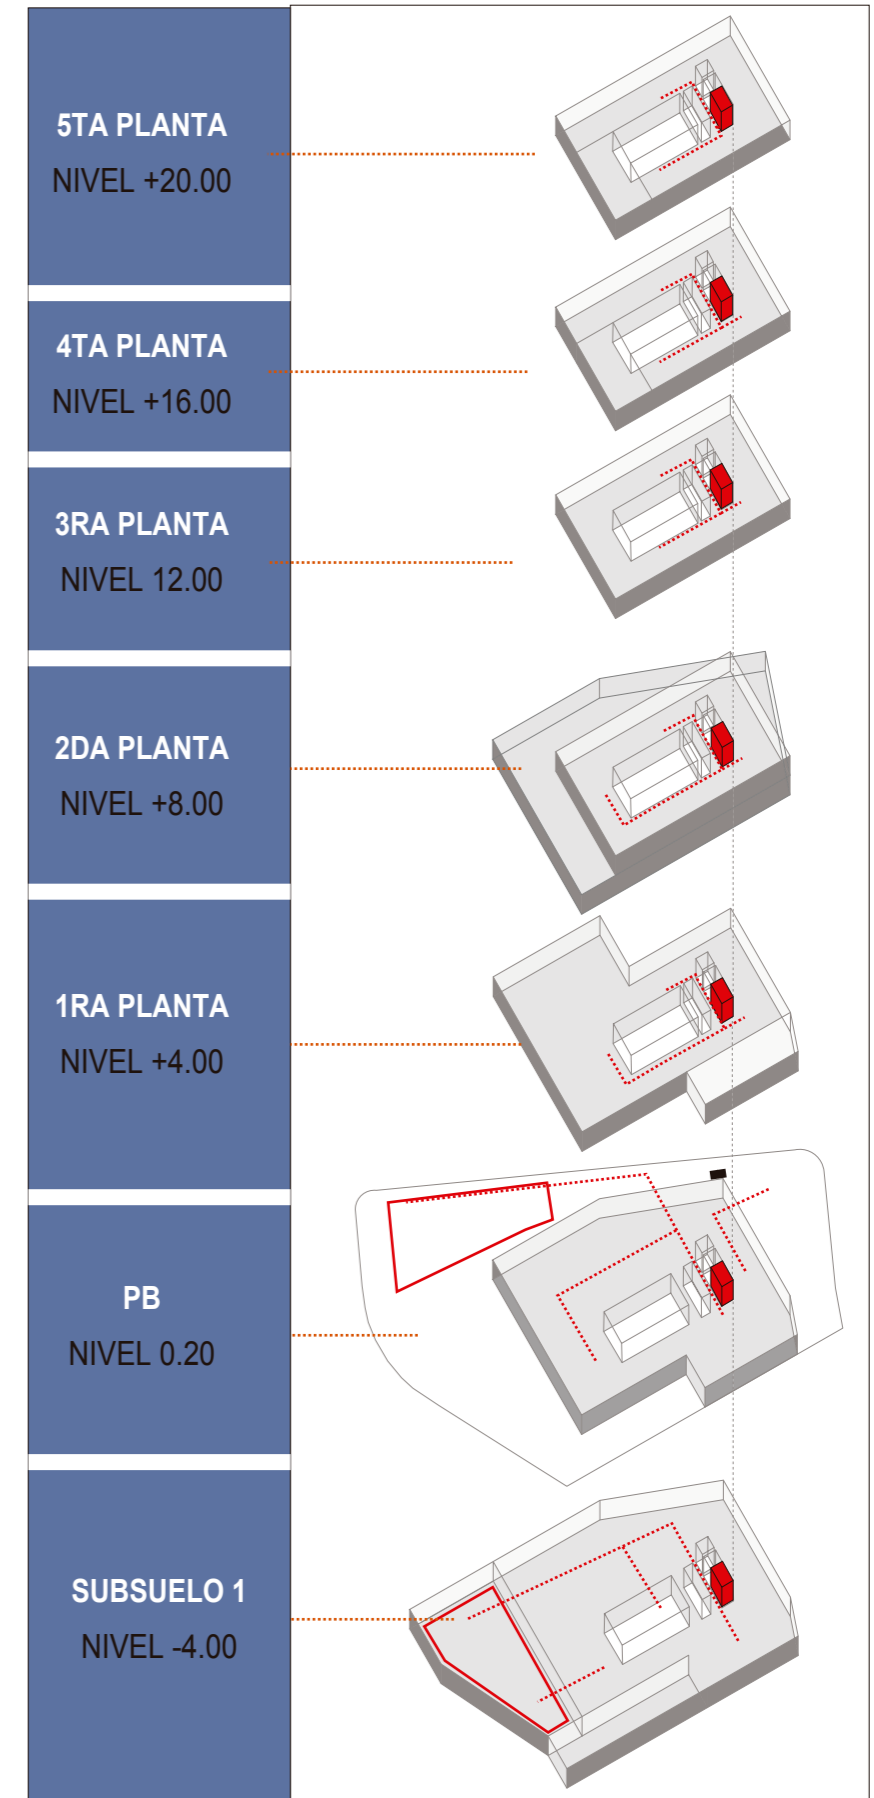 5TA PLANTA
NIVEL +20.00
4TA PLANTA
NIVEL +16.00
3RA PLANTA
NIVEL 12.00
2DA PLANTA
NIVEL +8.00
1RA PLANTA
NIVEL +4.00
PB
NIVEL 0.20
SUBSUELO 1
NIVEL -4.00